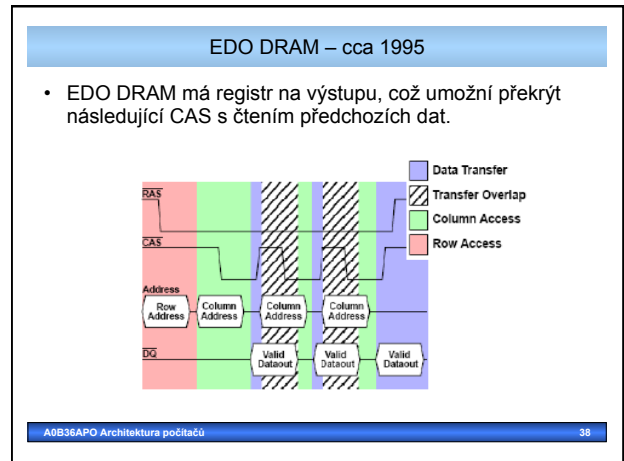 EDO DRAM – cca 1995
• EDO DRAM má registr na výstupu, což umožní překrýt
následující CAS s čtením předchozích dat.
Data Transfer
Transfer Overlap
Column Access
Row Access
RAS
CAS
Address
Row Address
Column Address
Column Address
Column Address
DQ
Valid Dataout
Valid Dataout
Valid Dataout
A0B36APO Architektura počítačů 38